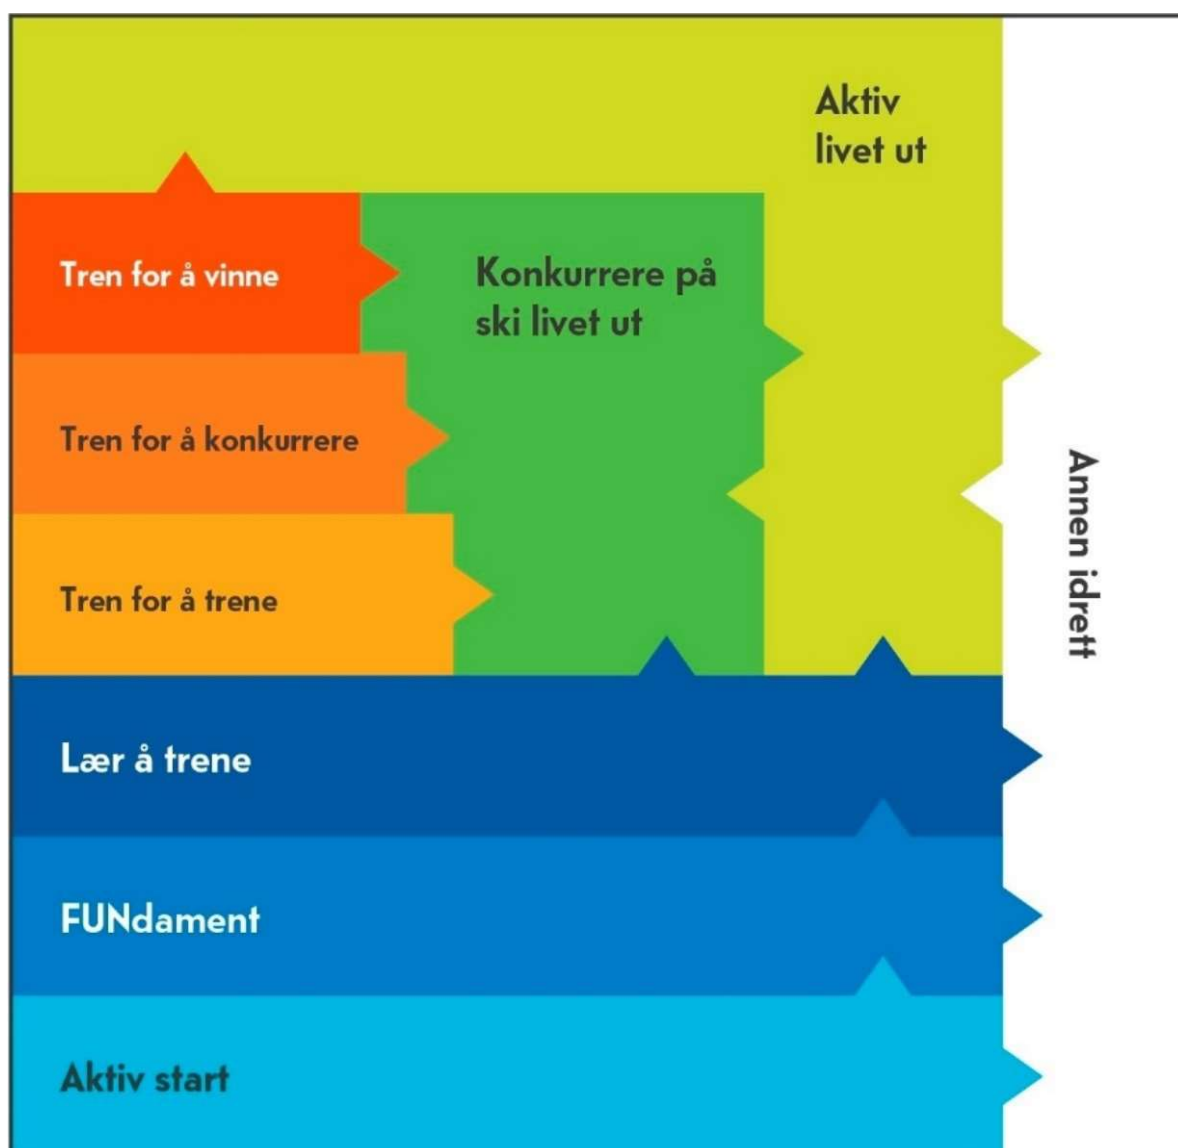 Aktiv
livet ut
Tren for å vinne
Konkurrere på
ski livet ut
Tren for å konkurrere
Annen idrett
Tren for å trene
Lær å trene
FUNdament
Aktiv start